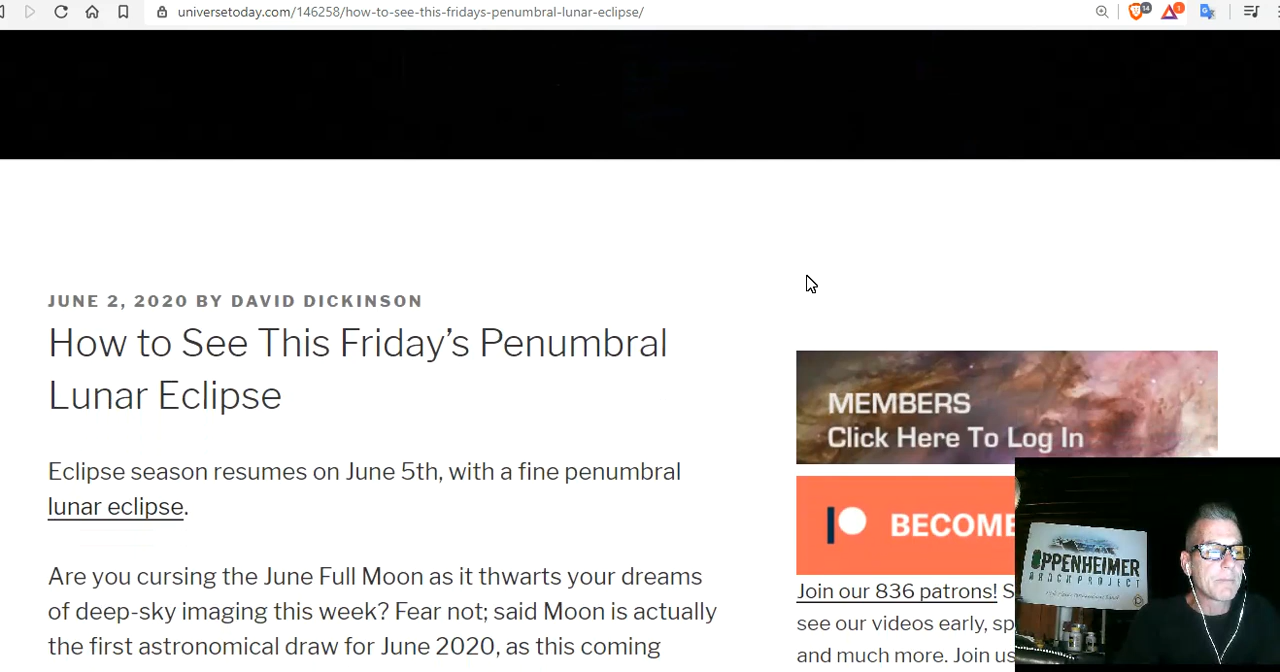 universetoday.com/146258/how-to-see-this-fridays-penumbral-lunar-eclipse/
14
1
JUNE 2, 2020 BY DAVID DICKINSON
How to See This Friday's Penumbral
Lunar Eclipse
Eclipse season resumes on June 5th, with a fine penumbral
lunar eclipse.
Are you cursing the June Full Moon as it thwarts your dreams
of deep-sky imaging this week? Fear not; said Moon is actually
the first astronomical draw for June 2020, as this coming
MEMBERS
Click Here To Log In
BECOME
Join our 836 patrons! S
see our videos early, sp
and much more. Join us
OPPENHEIMER